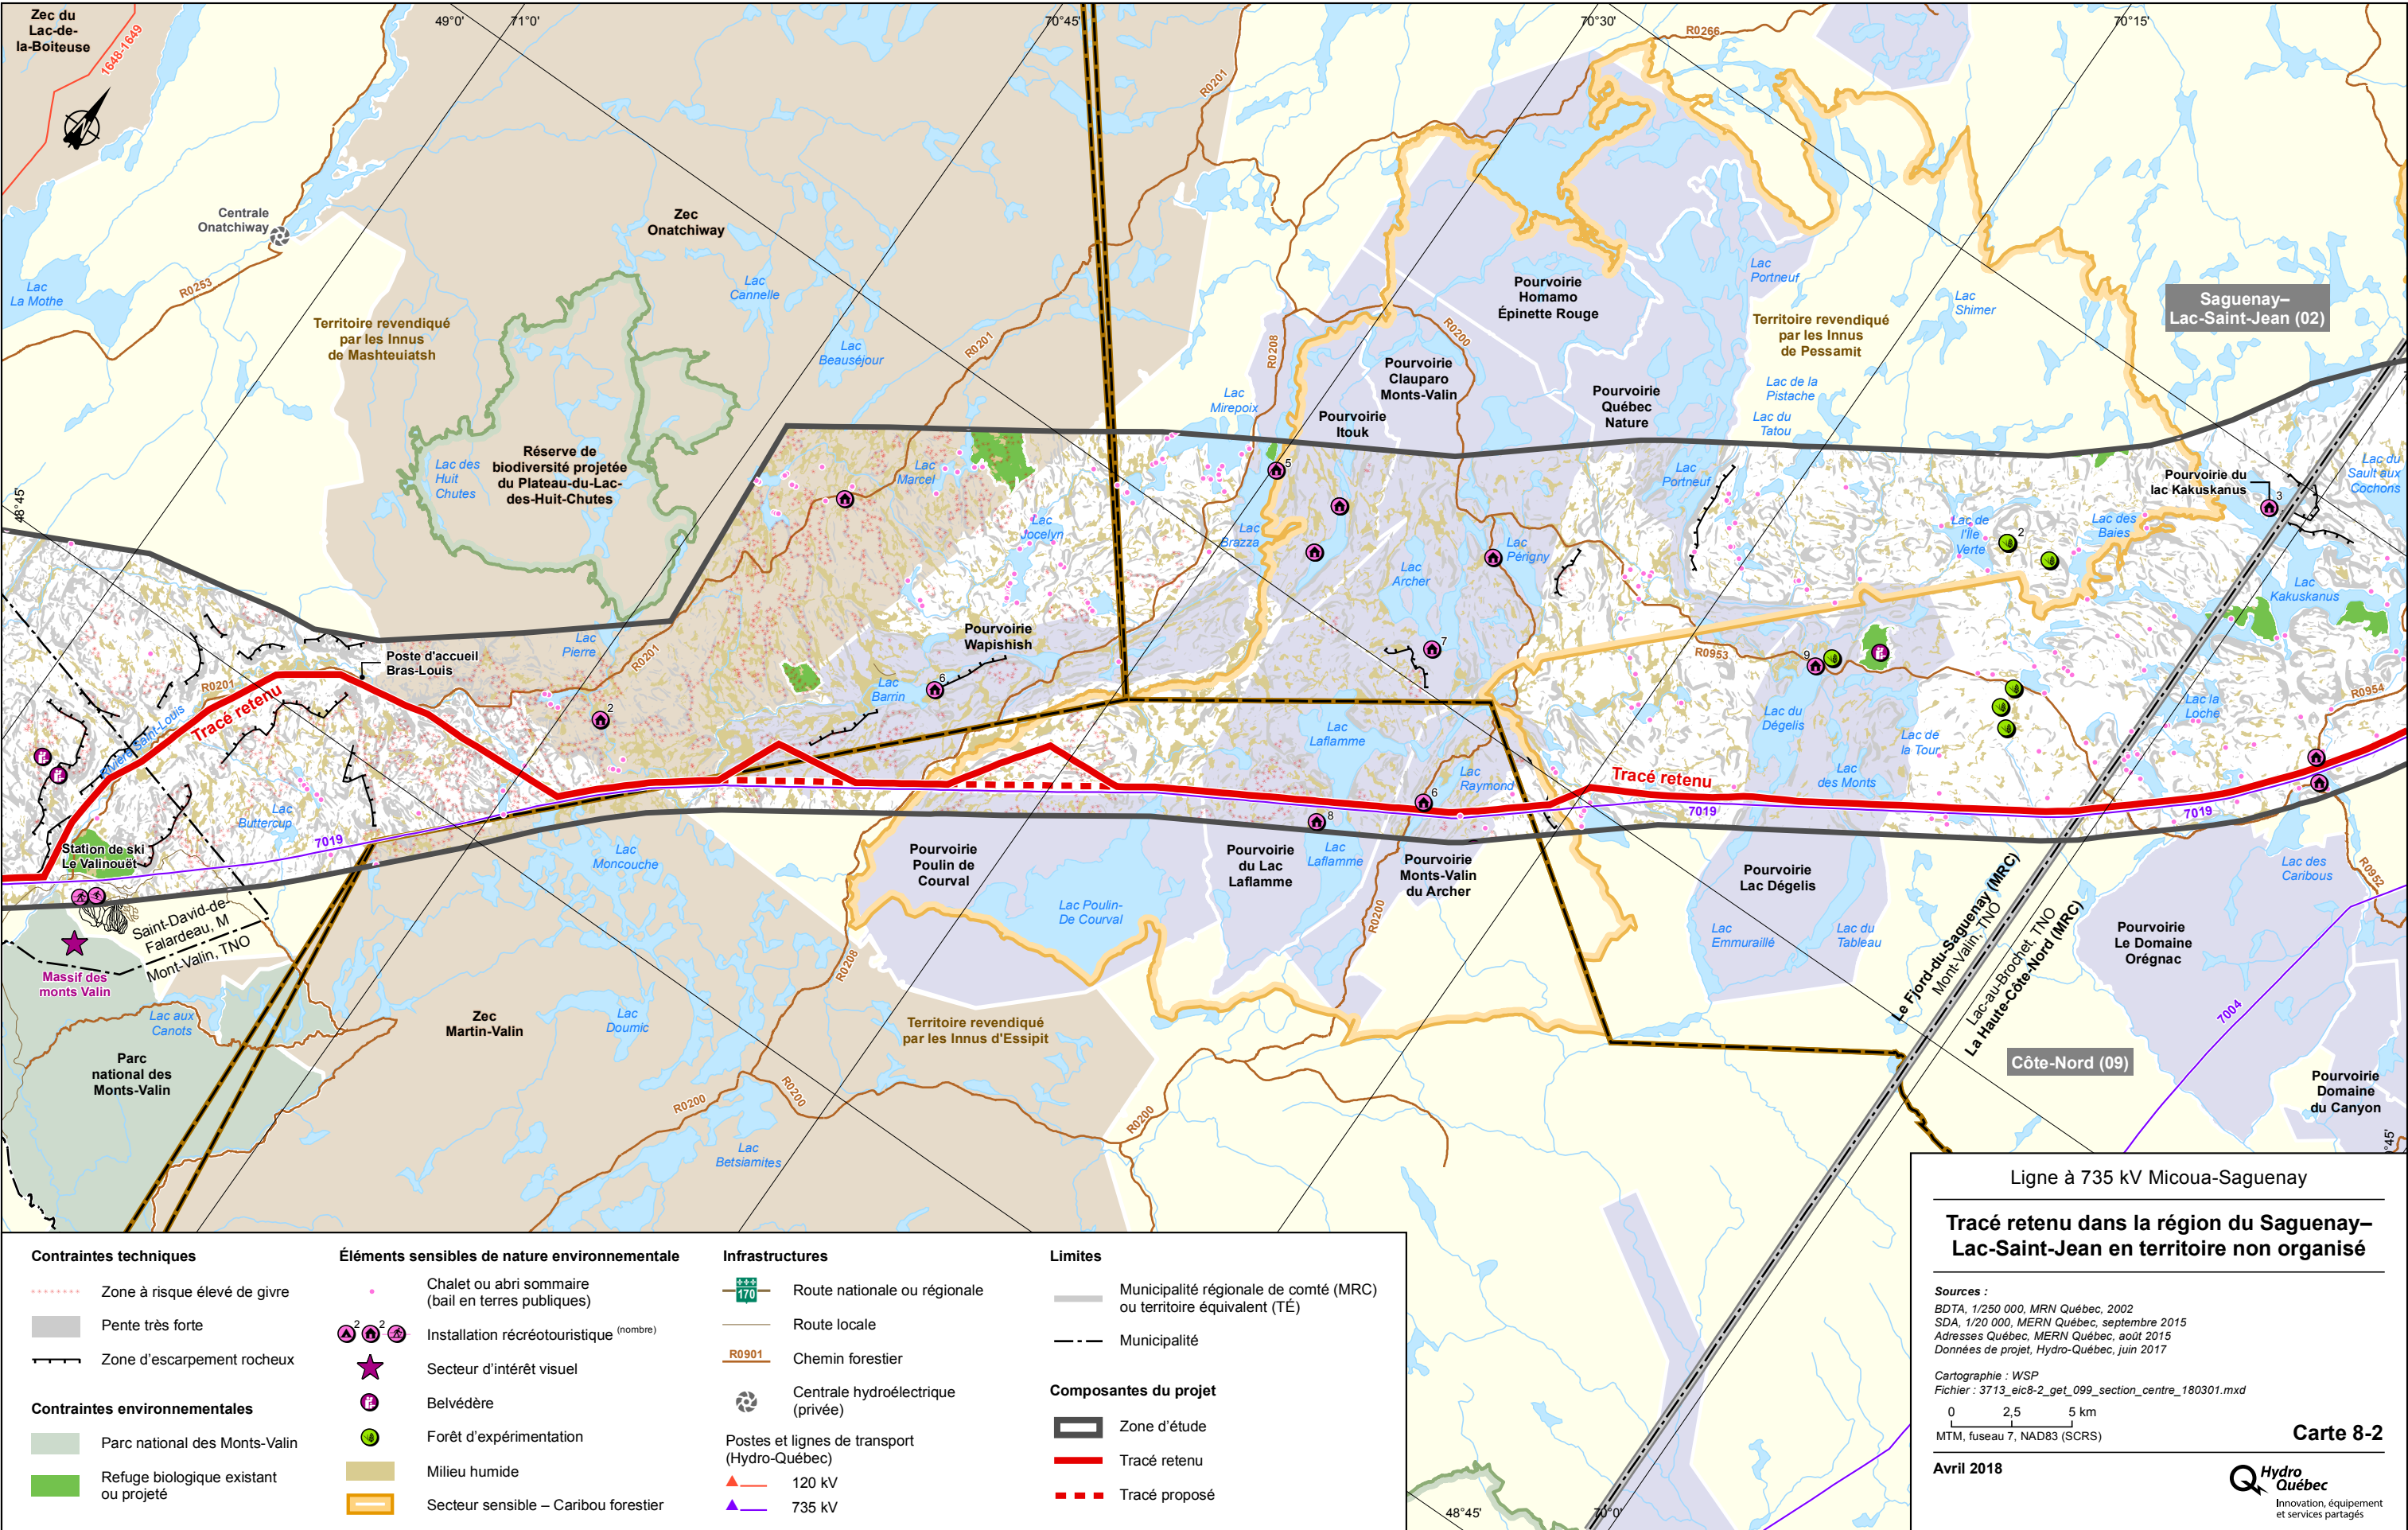 Zec du
Lac-de-
la-Boiteuse
1648-1649
49°0'
71°0'
70°45'
70°30'
70°15'
R0266
R0201
Centrale
Onatchiway
Zec
Onatchiway
Lac
La Mothe
R0253
Lac
Cannelle
Territoire revendiqué
par les Innus
de Mashteuiatsh
Lac
Beauséjour
R0201
R0208
Pourvoirie
Homamo
Épinette Rouge
Lac
Portneuf
Lac
Shimer
Saguenay–
Lac-Saint-Jean (02)
Territoire revendiqué
par les Innus
de Pessamit
R0200
Pourvoirie
Clauparo
Monts-Valin
Lac
Mirepoix
Pourvoirie
Itouk
Pourvoirie
Québec
Nature
Lac de la
Pistache
Lac du
Tatou
Réserve de
biodiversité projetée
du Plateau-du-Lac-
des-Huit-Chutes
Lac des
Huit
Chutes
48°45'
Lac
Marcel
5
Lac
Portneuf
Pourvoirie du
lac Kakuskanus
3
Lac du
Sault aux
Cochons
Lac
Jocelyn
Lac
Brazza
Lac
Périgny
Lac
Archer
Lac de
l'Île
Verte
2
Lac des
Baies
Lac
Kakuskanus
Lac
Pierre
Poste d'accueil
Bras-Louis
R0201
R0201
Pourvoirie
Wapishish
7
R0953
9
Lac
Barrin
6
2
Tracé retenu
Rivière Saint-Louis
Lac
Laflamme
Lac du
Dégelis
Lac de
la Tour
Lac la
Loche
R0954
Lac
Raymond
Tracé retenu
Lac
des Monts
Lac
Buttercup
7019
6
7019
7019
8
Station de ski
Le Valinouët
Lac
Moncouche
Pourvoirie
Poulin de
Courval
Pourvoirie
du Lac
Laflamme
Lac
Laflamme
Pourvoirie
Monts-Valin
du Archer
Pourvoirie
Lac Dégelis
Lac des
Caribous
R0952
Saint-David-de-
Falardeau, M
Mont-Valin, TNO
Massif des
monts Valin
Lac Poulin-
De Courval
R0200
R0208
Lac
Emmuraillé
Lac du
Tableau
Le Fjord-du-Saguenay (MRC)
Mont-Valin, TNO
Lac-au-Brochet, TNO
La Haute-Côte-Nord (MRC)
Pourvoirie
Le Domaine
Orégnac
7004
Lac aux
Canots
Zec
Martin-Valin
Lac
Doumic
Territoire revendiqué
par les Innus d'Essipit
Parc
national des
Monts-Valin
Côte-Nord (09)
Pourvoirie
Domaine
du Canyon
R0200
R0200
R0200
Lac
Betsiamites
°45'
48°45'
70°0'
Contraintes techniques
Zone à risque élevé de givre
Pente très forte
Zone d'escarpement rocheux
Contraintes environnementales
Parc national des Monts-Valin
Refuge biologique existant
ou projeté
Éléments sensibles de nature environnementale
Chalet ou abri sommaire
(bail en terres publiques)
2 2 Installation récréotouristique (nombre)
Secteur d'intérêt visuel
Belvédère
Forêt d'expérimentation
Milieu humide
Secteur sensible – Caribou forestier
Infrastructures
170 Route nationale ou régionale
Route locale
R0901 Chemin forestier
Centrale hydroélectrique
(privée)
Postes et lignes de transport
(Hydro-Québec)
120 kV
735 kV
Limites
Municipalité régionale de comté (MRC)
ou territoire équivalent (TÉ)
Municipalité
Composantes du projet
Zone d'étude
Tracé retenu
Tracé proposé
Ligne à 735 kV Micoua-Saguenay
Tracé retenu dans la région du Saguenay–
Lac-Saint-Jean en territoire non organisé
Sources :
BDTA, 1/250 000, MRN Québec, 2002
SDA, 1/20 000, MERN Québec, septembre 2015
Adresses Québec, MERN Québec, août 2015
Données de projet, Hydro-Québec, juin 2017
Cartographie : WSP
Fichier : 3713_eic8-2_get_099_section_centre_180301.mxd
0 2,5 5 km
MTM, fuseau 7, NAD83 (SCRS)
Carte 8-2
Avril 2018
Hydro
Québec
Innovation, équipement
et services partagés